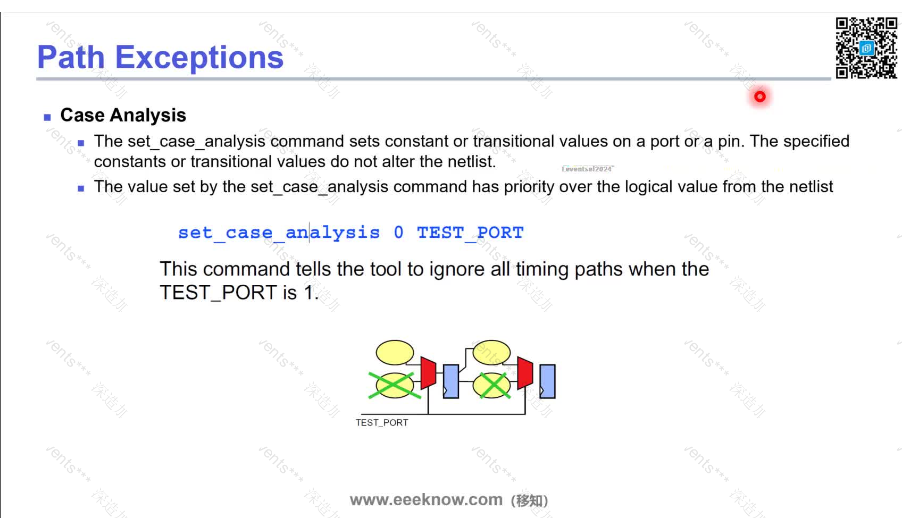 Path Exceptions
Case Analysis
The set_case_analysis command sets constant or transitional values on a port or a pin. The specified
constants or transitional values do not alter the netlist.
The value set by the set_case_analysis command has priority over the logical value from the netlist
set_case_analysis 0 TEST_PORT
This command tells the tool to ignore all timing paths when the
TEST_PORT is 1.
TEST_PORT
www.eeeknow.com（移知）